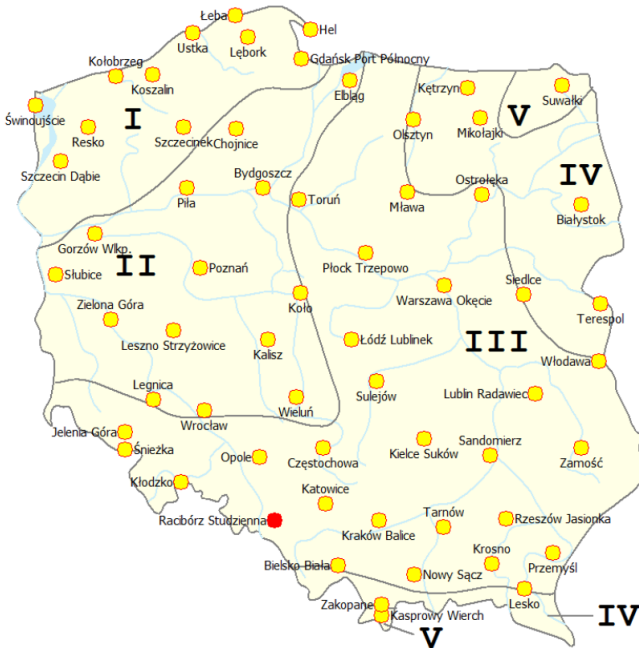 Łeba
Hel
Ustka
Lębork
Gdańsk Port Północny
Kołobrzeg
Koszalin
Elbląg
Kętrzyn
Suwałki
V
Świnoujście
I
Resko
Szczecinek
Chojnice
Olsztyn
Mikołajki
Szczecin Dąbie
Bydgoszcz
Ostrołęka
IV
Piła
Toruń
Mława
Białystok
Gorzów Wlkp.
II
Słubice
Poznań
Płock Trzepowo
Siedlce
Warszawa Okęcie
Koło
Terespol
Zielona Góra
Leszno Strzyżowice
Kalisz
Łódź Lublinek
III
Włodawa
Legnica
Wieluń
Sulejów
Lublin Radawiec
Wrocław
Jelenia Góra
Śnieżka
Opole
Częstochowa
Kielce Suków
Sandomierz
Zamość
Kłodzko
Katowice
Racibórz Studzienna
Kraków Balice
Tarnów
Rzeszów Jasionka
Bielsko Biała
Nowy Sącz
Krosno
Przemyśl
Lesko
Zakopane
Kasprowy Wierch
IV
V